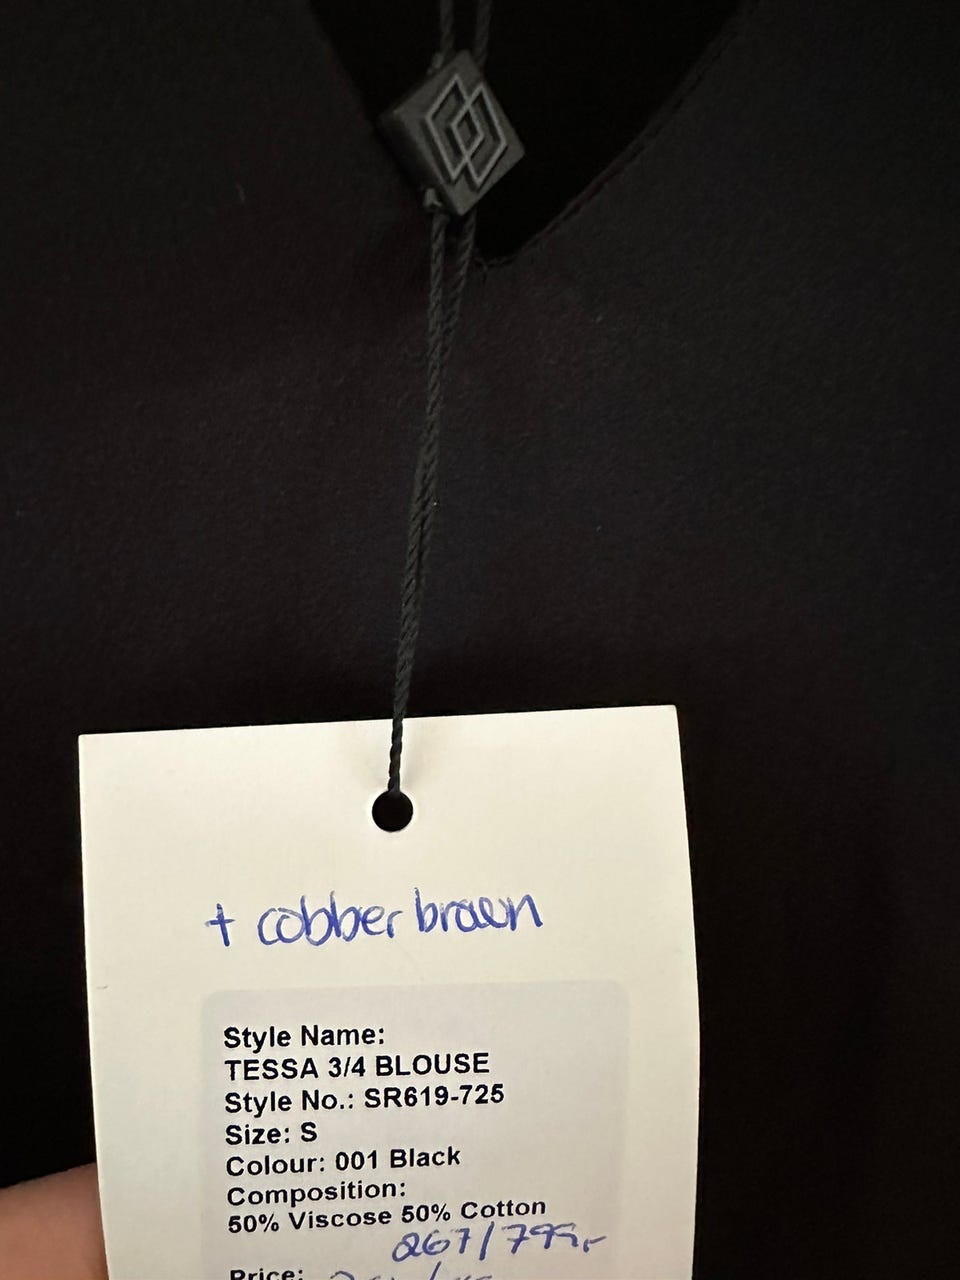 + cobber braun
Style Name:
TESSA 3/4 BLOUSE
Style No.: SR619-725
Size: S
Colour: 001 Black
Composition:
50% Viscose 50% Cotton
267/799,-
Price: